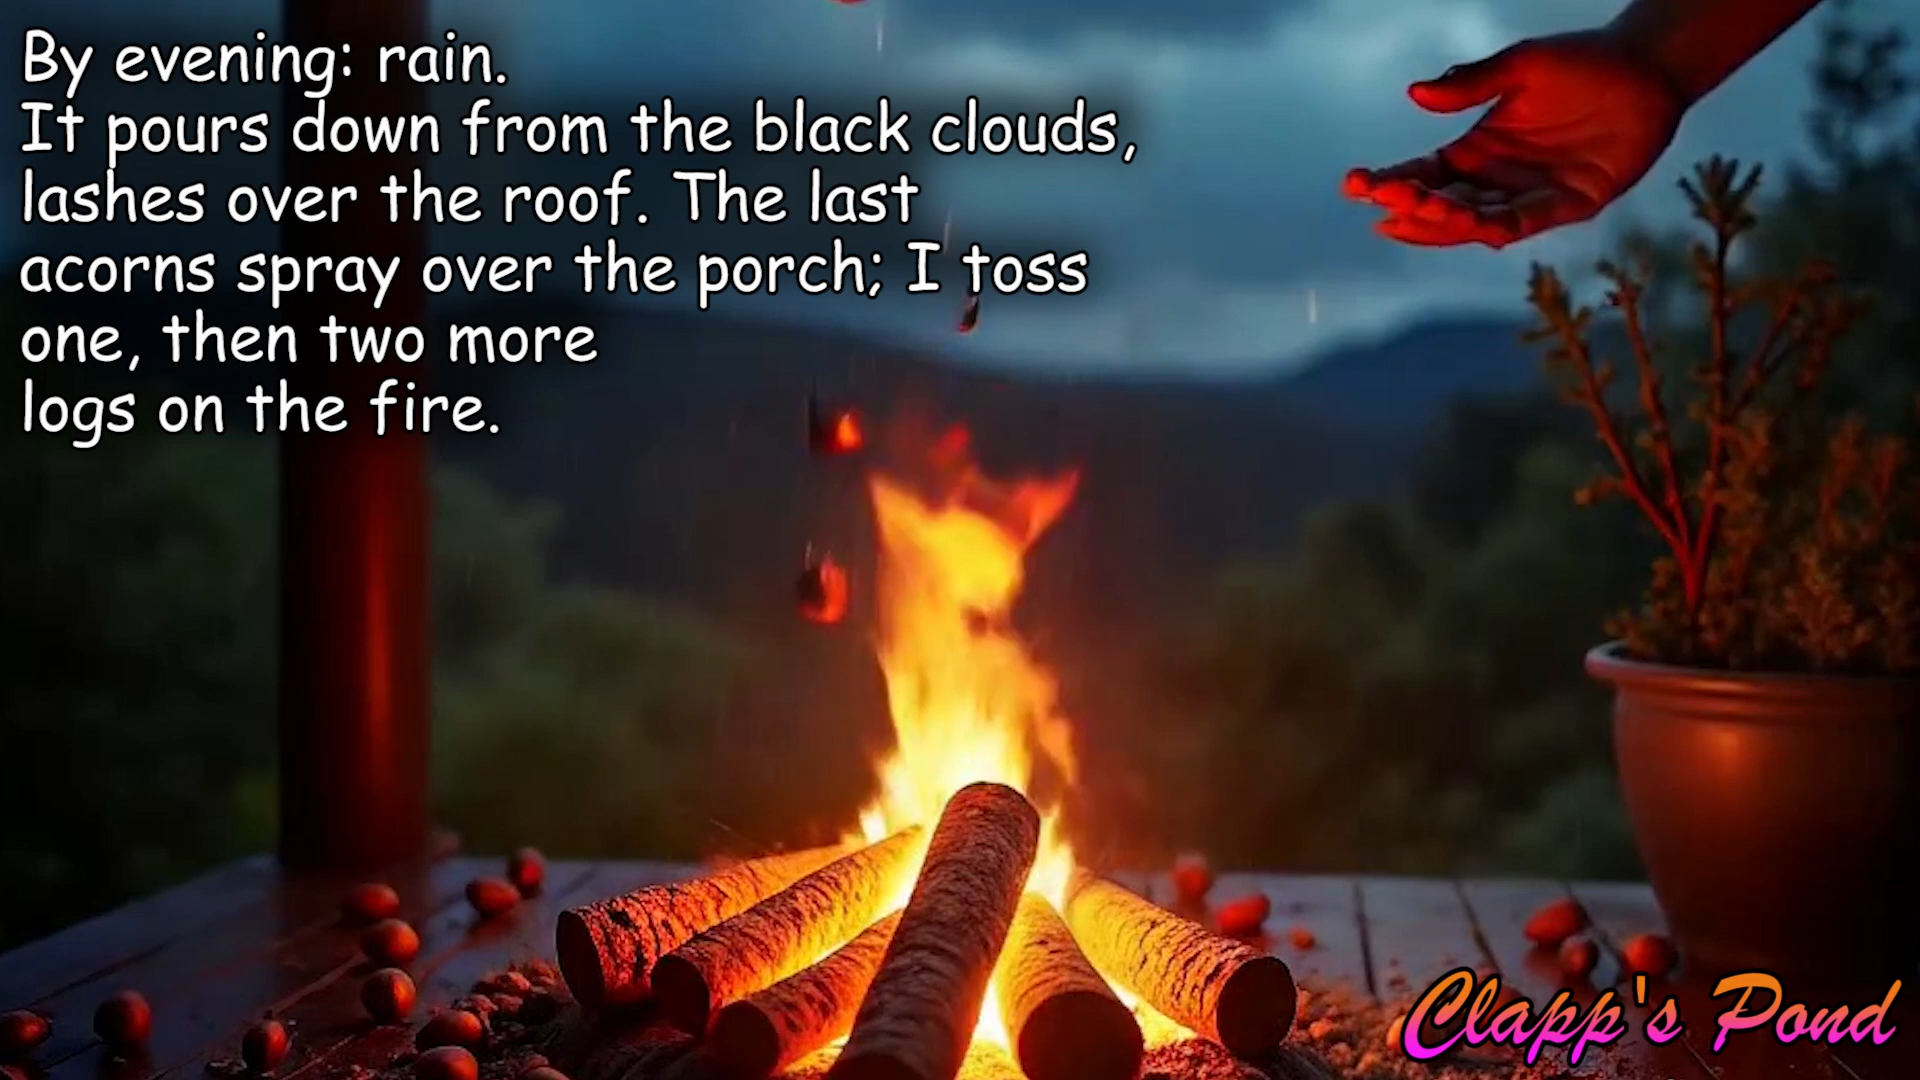 By evening: rain.
It pours down from the black clouds,
lashes over the roof. The last
acorns spray over the porch; I toss
one, then two more
logs on the fire.
Clapp's Pond